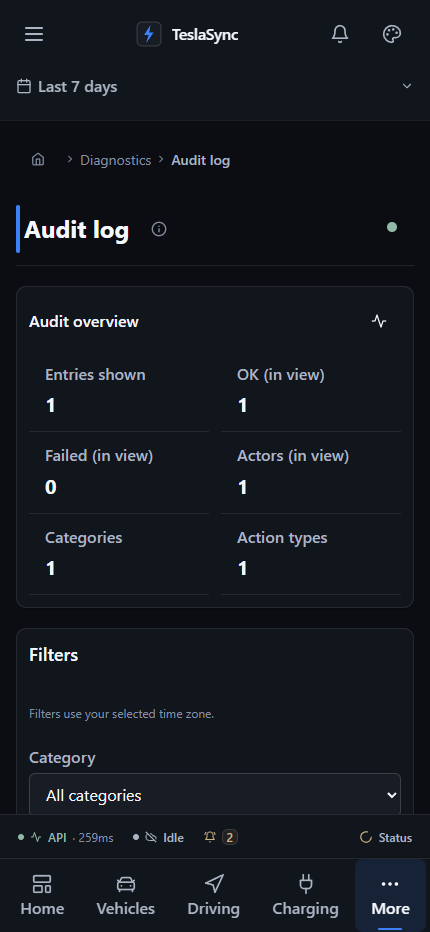 TeslaSync
Last 7 days
Diagnostics Audit log
Audit log
Audit overview
Entries shown OK (in view)
1 1
Failed (in view) Actors (in view)
0 1
Categories Action types
1 1
Filters
Filters use your selected time zone.
Category
All categories
API · 259ms Idle 2 Status
Home Vehicles Driving Charging More